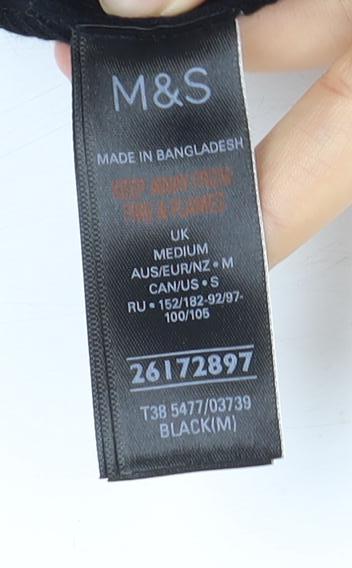 M&S
MADE IN BANGLADESH
KEEP AWAY FROM
FIRE & FLAMES
UK
MEDIUM
AUS/EUR/NZ • M
CAN/US • S
RU • 152/182-92/97-
100/105
26172897
T38 5477/03739
BLACK(M)